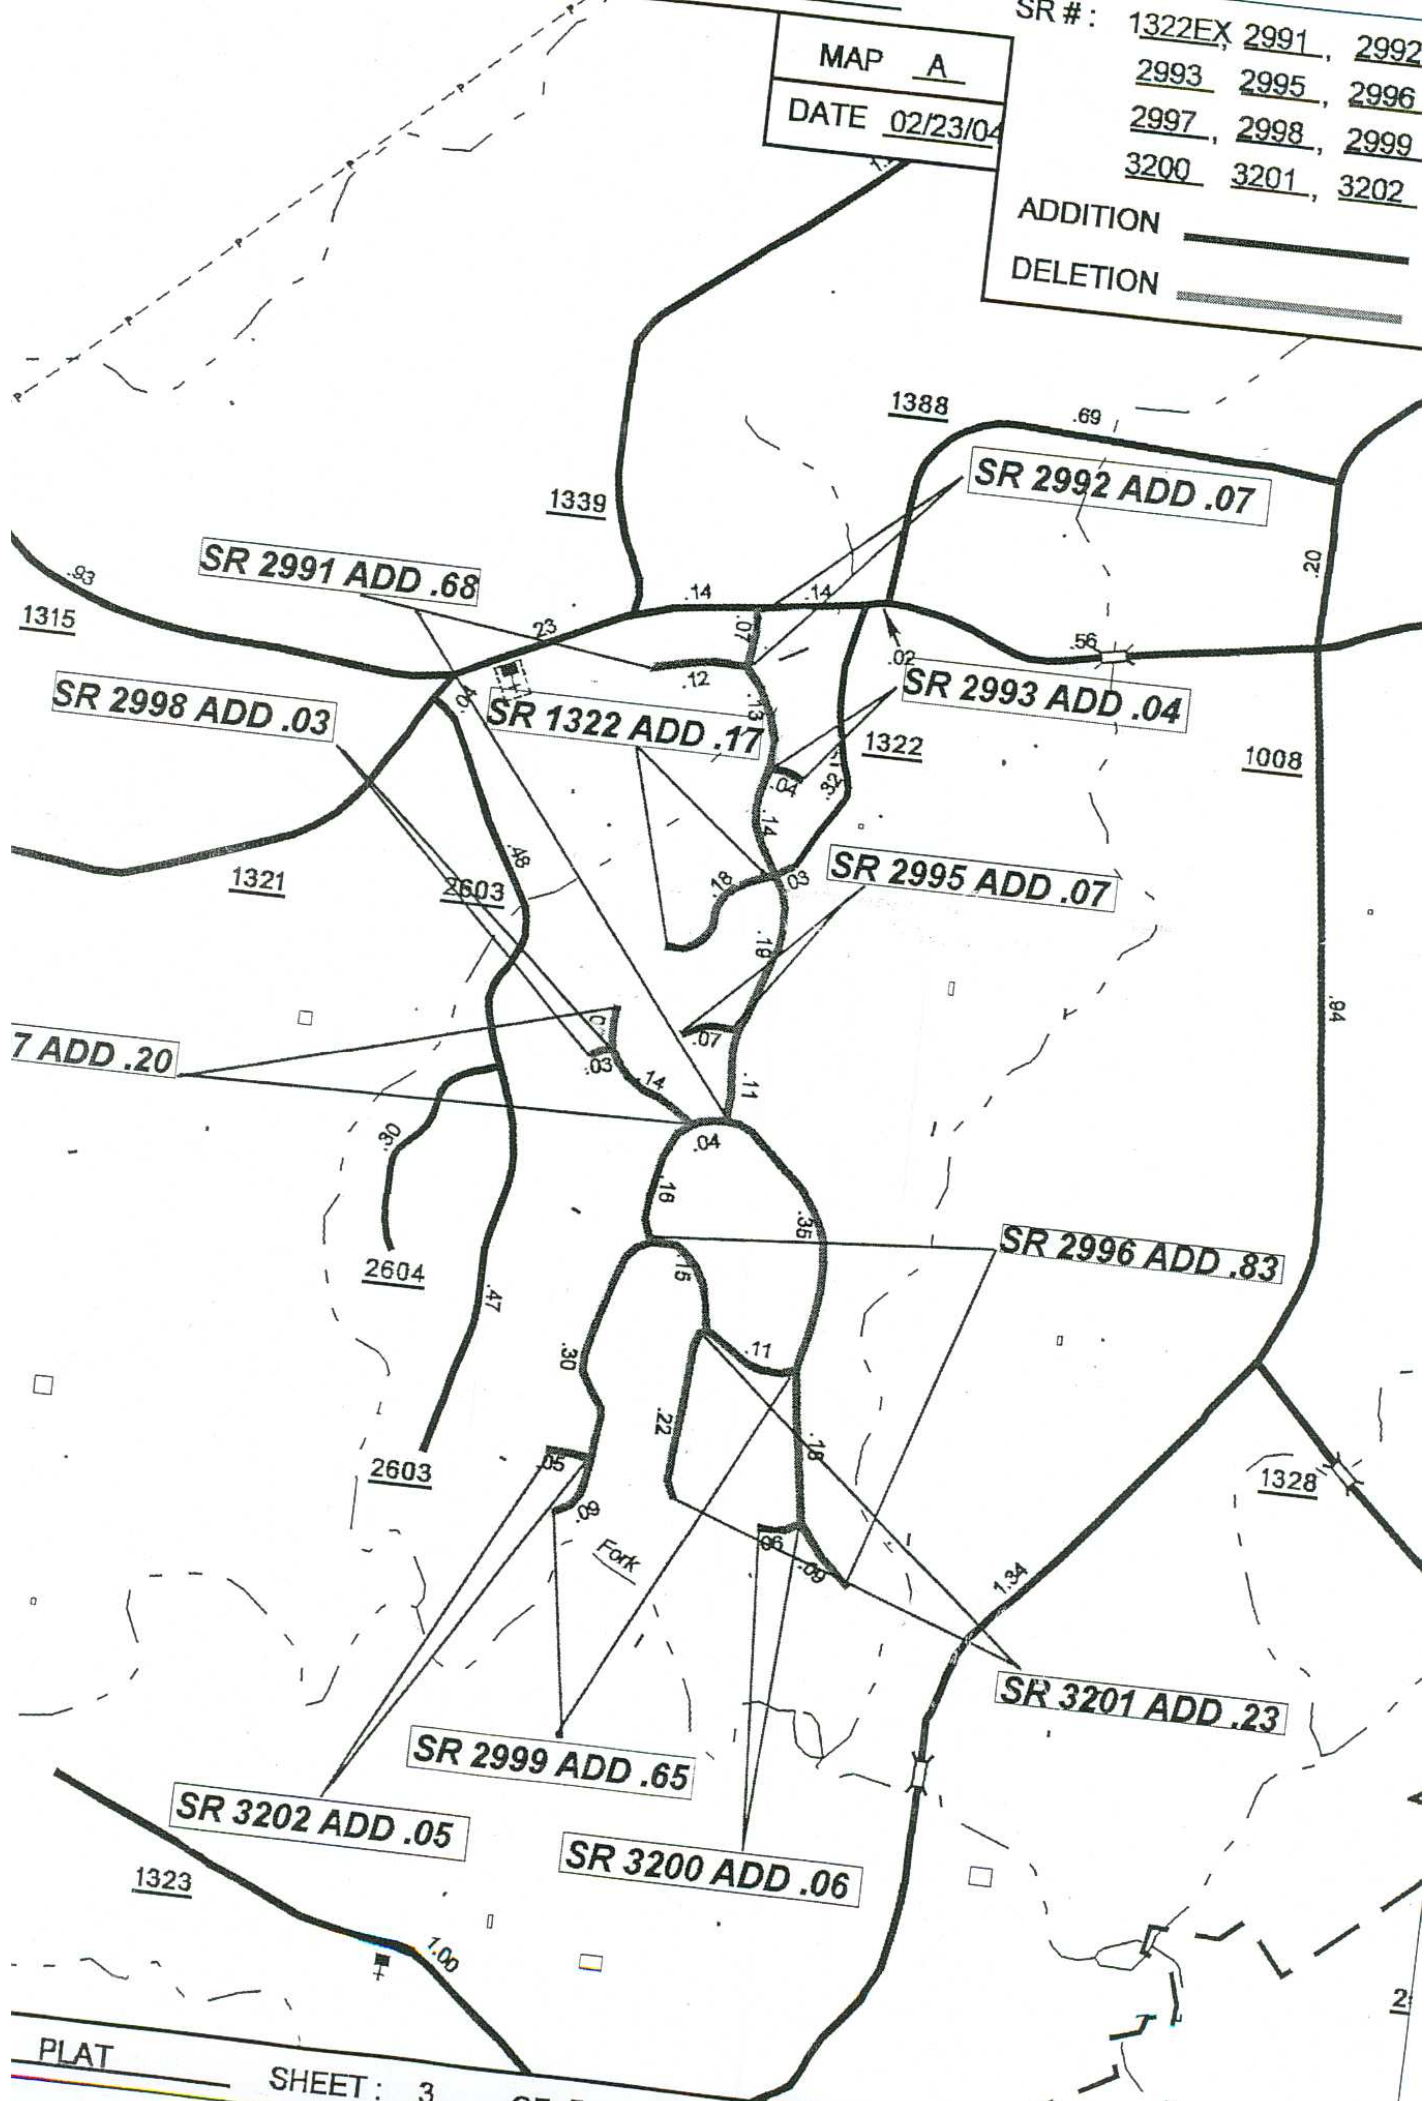 SR # : 1322EX, 2991 , 2992
2993 2995 , 2996
2997 , 2998 , 2999
3200 3201 , 3202
MAP A
DATE 02/23/04
ADDITION
DELETION
P
P
P
P
P
P
1388
.69
SR 2992 ADD .07
1339
.20
SR 2991 ADD .68
.93
1315
.14
.14
.23
.07
.56
.02
.12
SR 2993 ADD .04
SR 2998 ADD .03
.04
SR 1322 ADD .17
.13
1322
1008
.04
.32
.14
.48
SR 2995 ADD .07
1321
2603
.18
.03
.19
.94
7 ADD .20
.07
.03
.14
.11
.04
.30
.16
.35
SR 2996 ADD .83
2604
.15
.47
.30
.11
.22
.18
2603
.05
1328
.09
.06
Fork
.09
1.34
SR 3201 ADD .23
SR 2999 ADD .65
SR 3202 ADD .05
SR 3200 ADD .06
1323
1.00
2
PLAT
SHEET : 3